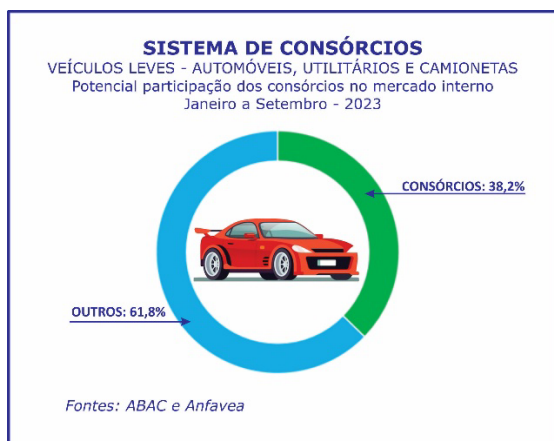 SISTEMA DE CONSÓRCIOS
VEÍCULOS LEVES - AUTOMÓVEIS, UTILITÁRIOS E CAMIONETAS
Potencial participação dos consórcios no mercado interno
Janeiro a Setembro - 2023
CONSÓRCIOS: 38,2%
OUTROS: 61,8%
Fontes: ABAC e Anfavea